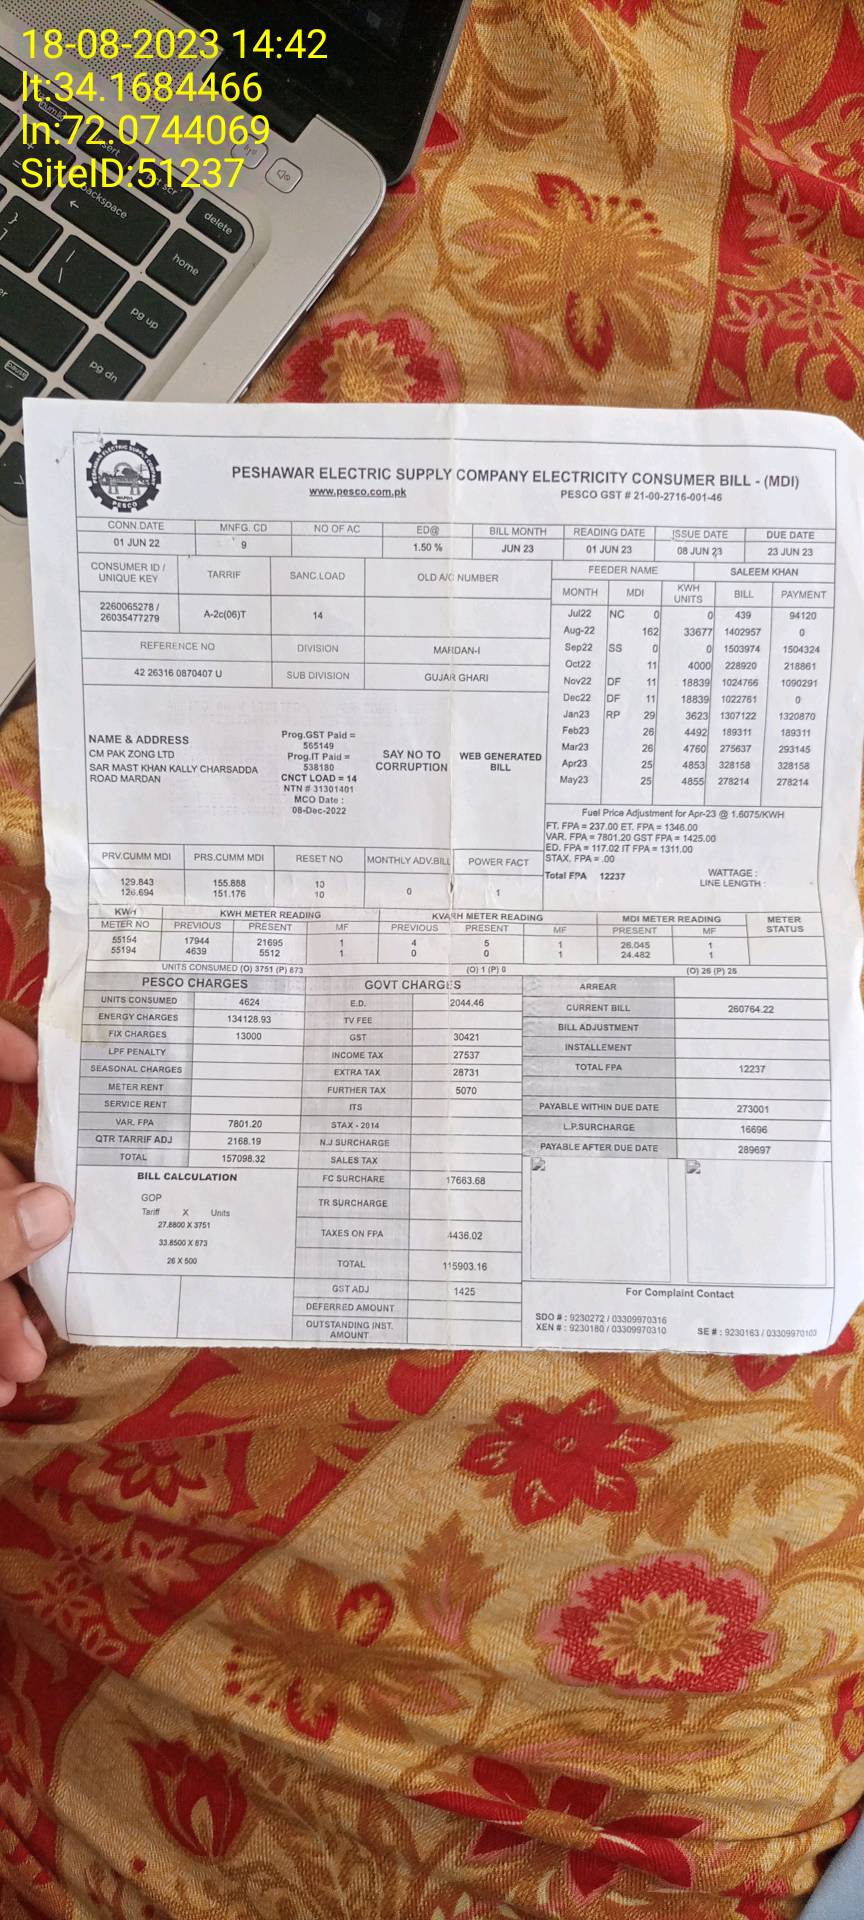 18-08-2023 14:42
lt:34.1684466
ln:72.0744069
SiteID:51237
backspace
delete
home
pg up
pg dn
pause
PESHAWAR ELECTRIC SUPPLY COMPANY ELECTRICITY CONSUMER BILL - (MDI)
www.pesco.com.pk PESCO GST # 21-00-2716-001-46
CONN.DATE MNFG. CD NO OF AC ED@ BILL MONTH READING DATE ISSUE DATE DUE DATE
01 JUN 22 9 1.50 % JUN 23 01 JUN 23 08 JUN 23 23 JUN 23
CONSUMER ID / UNIQUE KEY TARRIF SANC.LOAD OLD A/C NUMBER
2260065278 / 26035477279 A-2c(06)T 14
REFERENCE NO DIVISION MARDAN-I
42 26316 0870407 U SUB DIVISION GUJAR GHARI
FEEDER NAME SALEEM KHAN
MONTH MDI KWH UNITS BILL PAYMENT
Jul22 NC 0 0 439 94120
Aug-22 162 33677 1402957 0
Sep22 SS 0 0 1503974 1504324
Oct22 11 4000 228920 218861
Nov22 DF 11 18839 1024766 1090291
Dec22 DF 11 18839 1022761 0
Jan23 RP 29 3623 1307122 1320870
Feb23 26 4492 189311 189311
Mar23 26 4760 275637 293145
Apr23 25 4853 328158 328158
May23 25 4855 278214 278214
NAME & ADDRESS
CM PAK ZONG LTD
SAR MAST KHAN KALLY CHARSADDA
ROAD MARDAN
Prog.GST Paid =
565149
Prog.IT Paid =
538180
CNCT LOAD = 14
NTN # 31301401
MCO Date :
08-Dec-2022
SAY NO TO
CORRUPTION
WEB GENERATED
BILL
Fuel Price Adjustment for Apr-23 @ 1.6075/KWH
FT. FPA = 237.00 ET. FPA = 1346.00
VAR. FPA = 7801.20 GST FPA = 1425.00
ED. FPA = 117.02 IT FPA = 1311.00
STAX. FPA = .00
Total FPA 12237
WATTAGE :
LINE LENGTH :
PRV.CUMM MDI PRS.CUMM MDI RESET NO MONTHLY ADV.BILL POWER FACT
129.843 155.888 10 0 1
126.694 151.176 10
KWH KWH METER READING KVARH METER READING MDI METER READING METER STATUS
METER NO PREVIOUS PRESENT MF PREVIOUS PRESENT MF PRESENT MF
55194 17944 21695 1 4 5 1 26.045 1
55194 4639 5512 1 0 0 1 24.482 1
UNITS CONSUMED (O) 3751 (P) 873 (O) 1 (P) 0 (O) 26 (P) 25
PESCO CHARGES
UNITS CONSUMED 4624
ENERGY CHARGES 134128.93
FIX CHARGES 13000
LPF PENALTY
SEASONAL CHARGES
METER RENT
SERVICE RENT
VAR. FPA 7801.20
QTR TARRIF ADJ 2168.19
TOTAL 157098.32
BILL CALCULATION
GOP
Tariff X Units
27.8800 X 3751
33.8500 X 873
26 X 500
GOVT CHARGES
E.D. 2044.46
TV FEE
GST 30421
INCOME TAX 27537
EXTRA TAX 28731
FURTHER TAX 5070
ITS
STAX - 2014
N.J SURCHARGE
SALES TAX
FC SURCHARE 17663.68
TR SURCHARGE
TAXES ON FPA 4436.02
TOTAL 115903.16
GST ADJ 1425
DEFERRED AMOUNT
OUTSTANDING INST. AMOUNT
ARREAR
CURRENT BILL 260764.22
BILL ADJUSTMENT
INSTALLEMENT
TOTAL FPA 12237
PAYABLE WITHIN DUE DATE 273001
L.P.SURCHARGE 16696
PAYABLE AFTER DUE DATE 289697
For Complaint Contact
SDO # : 9230272 / 03309970316
XEN # : 9230180 / 03309970310
SE # : 9230163 / 03309970103